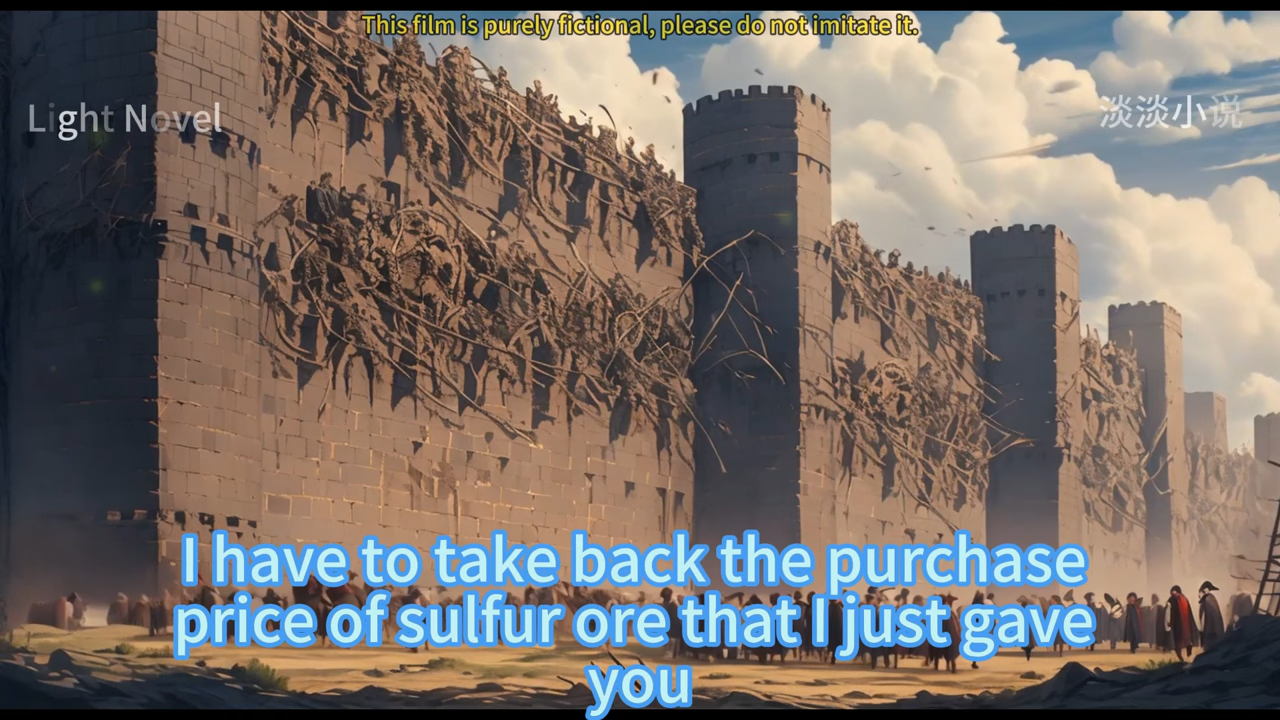 This film is purely fictional, please do not imitate it.
Light Novel
淡淡小说
I have to take back the purchase
price of sulfur ore that I just gave
you